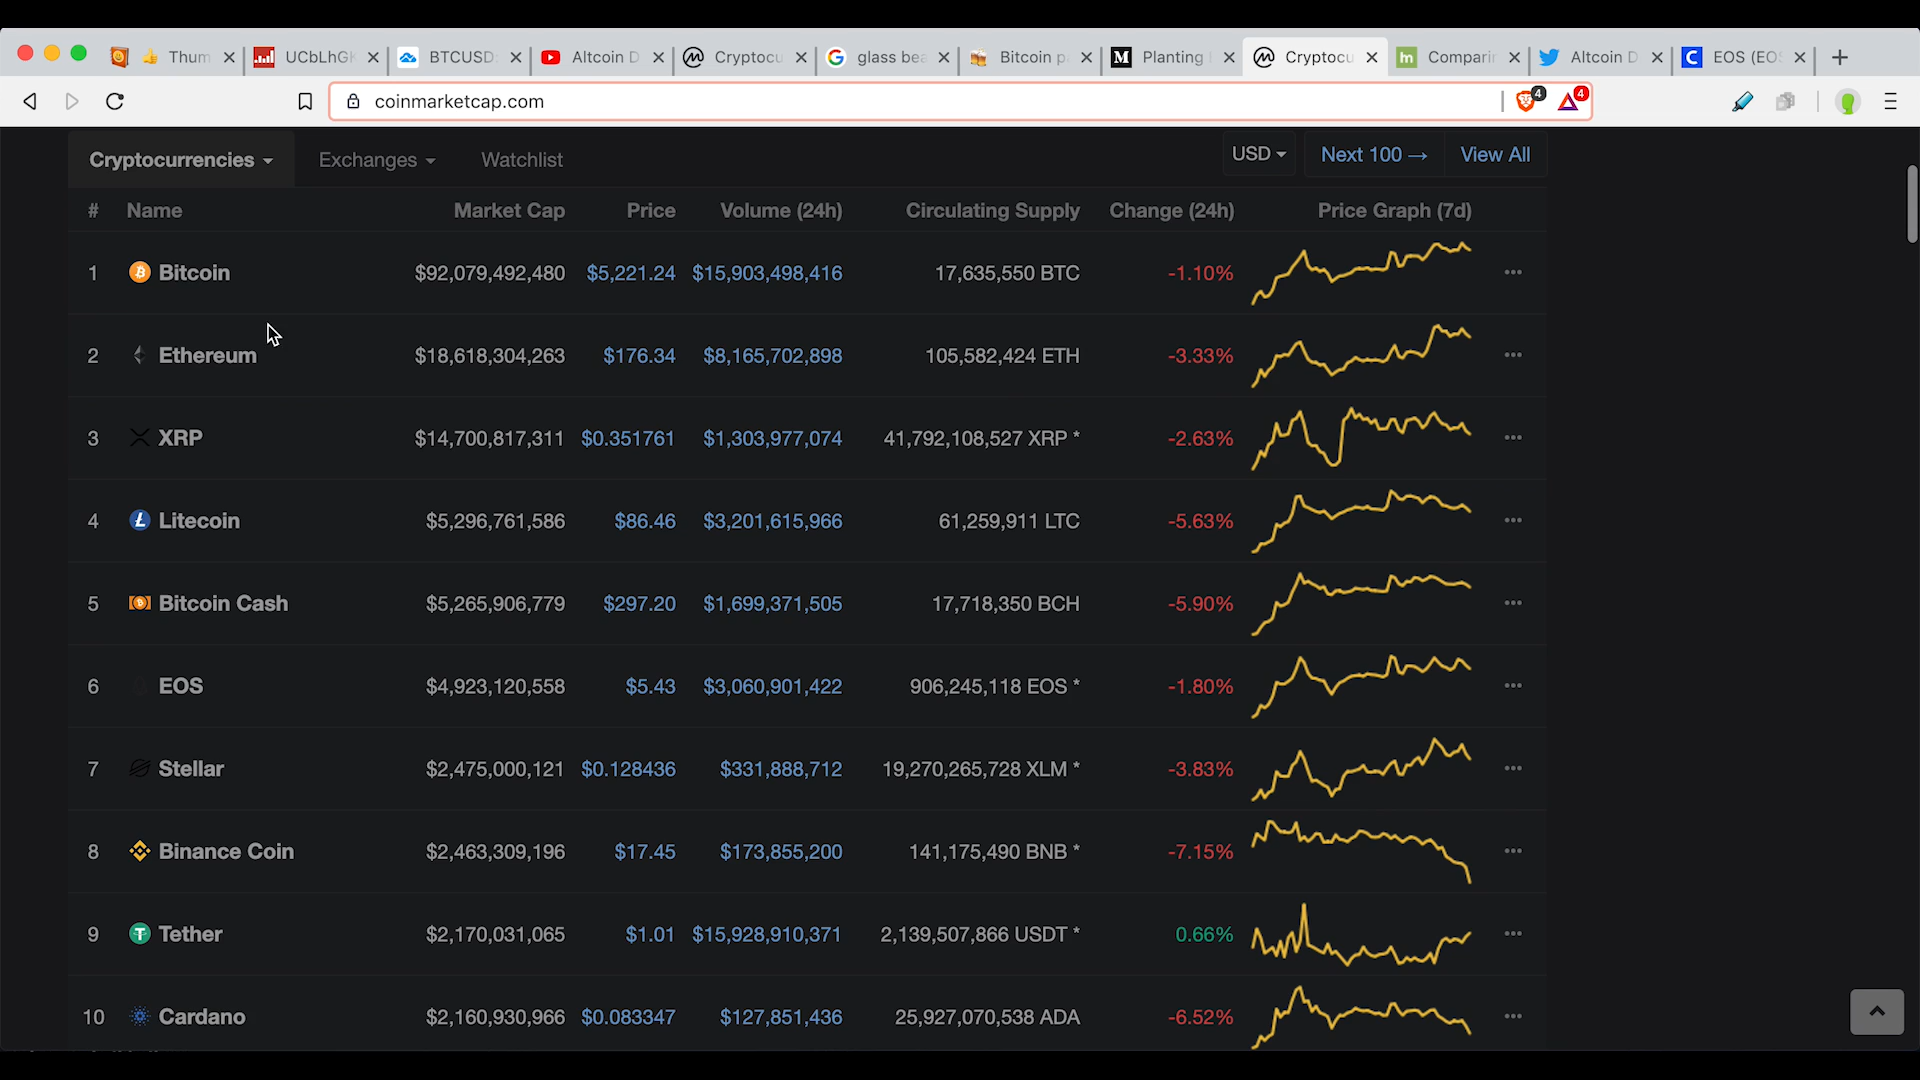 👍 Thum
UCbLhGk
BTCUSD:
Altcoin D
Cryptocu
glass bea
Bitcoin p
Planting
Cryptocu
Comparin
Altcoin D
EOS (EOS
coinmarketcap.com
4
4
Cryptocurrencies
Exchanges
Watchlist
USD
Next 100 →
View All
# Name Market Cap Price Volume (24h) Circulating Supply Change (24h) Price Graph (7d)
1 Bitcoin $92,079,492,480 $5,221.24 $15,903,498,416 17,635,550 BTC -1.10%
2 Ethereum $18,618,304,263 $176.34 $8,165,702,898 105,582,424 ETH -3.33%
3 XRP $14,700,817,311 $0.351761 $1,303,977,074 41,792,108,527 XRP * -2.63%
4 Litecoin $5,296,761,586 $86.46 $3,201,615,966 61,259,911 LTC -5.63%
5 Bitcoin Cash $5,265,906,779 $297.20 $1,699,371,505 17,718,350 BCH -5.90%
6 EOS $4,923,120,558 $5.43 $3,060,901,422 906,245,118 EOS * -1.80%
7 Stellar $2,475,000,121 $0.128436 $331,888,712 19,270,265,728 XLM * -3.83%
8 Binance Coin $2,463,309,196 $17.45 $173,855,200 141,175,490 BNB * -7.15%
9 Tether $2,170,031,065 $1.01 $15,928,910,371 2,139,507,866 USDT * 0.66%
10 Cardano $2,160,930,966 $0.083347 $127,851,436 25,927,070,538 ADA -6.52%